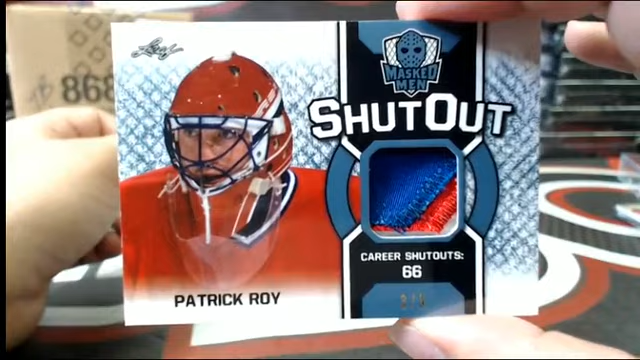 Leaf
MASKED
MEN
SHUTOUT
868
CAREER SHUTOUTS:
66
PATRICK ROY